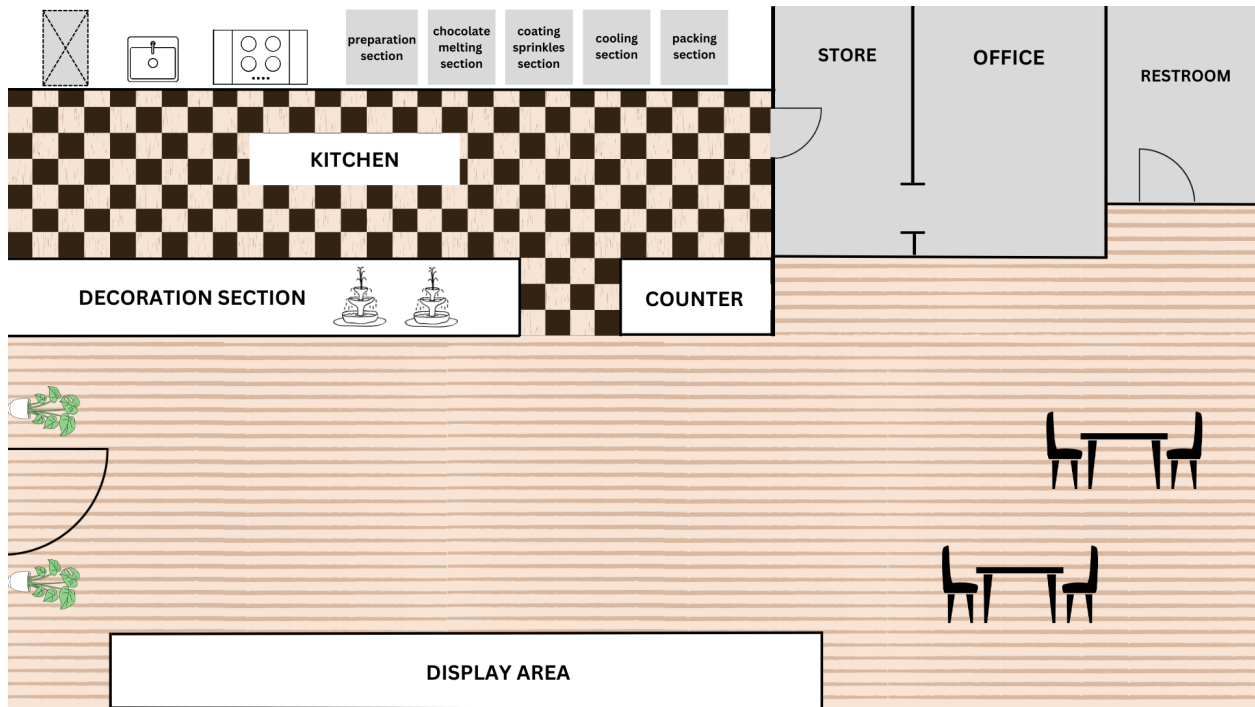 preparation
section
chocolate
melting
section
coating
sprinkles
section
cooling
section
packing
section
STORE
OFFICE
RESTROOM
KITCHEN
DECORATION SECTION
COUNTER
DISPLAY AREA